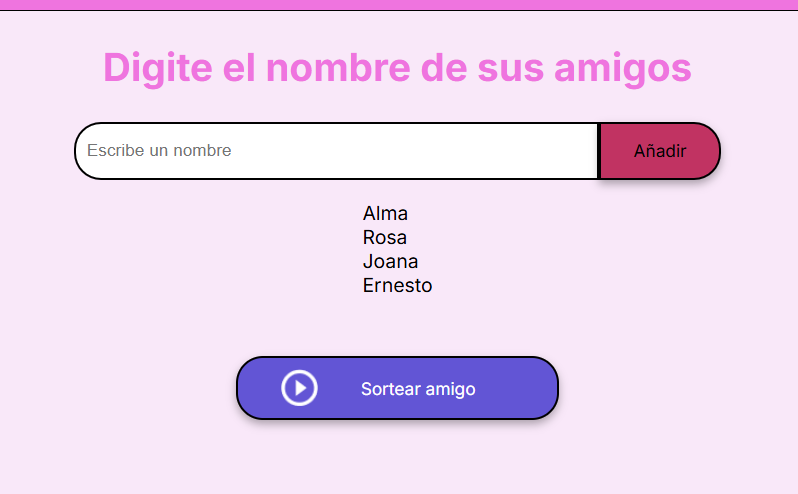 Digite el nombre de sus amigos
Escribe un nombre
Añadir
Alma
Rosa
Joana
Ernesto
Sortear amigo